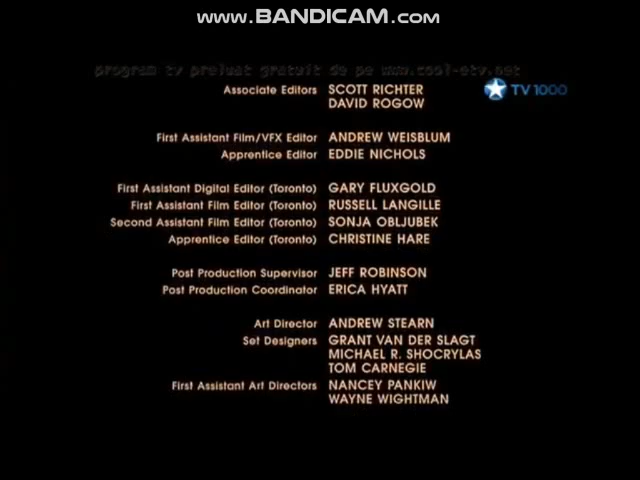 www.BANDICAM.com
program tv preluat gratuit de pe www.cool-etv.net
Associate Editors SCOTT RICHTER
DAVID ROGOW
TV 1000
First Assistant Film/VFX Editor ANDREW WEISBLUM
Apprentice Editor EDDIE NICHOLS
First Assistant Digital Editor (Toronto) GARY FLUXGOLD
First Assistant Film Editor (Toronto) RUSSELL LANGILLE
Second Assistant Film Editor (Toronto) SONJA OBLJUBEK
Apprentice Editor (Toronto) CHRISTINE HARE
Post Production Supervisor JEFF ROBINSON
Post Production Coordinator ERICA HYATT
Art Director ANDREW STEARN
Set Designers GRANT VAN DER SLAGT
MICHAEL R. SHOCRYLAS
TOM CARNEGIE
First Assistant Art Directors NANCEY PANKIW
WAYNE WIGHTMAN